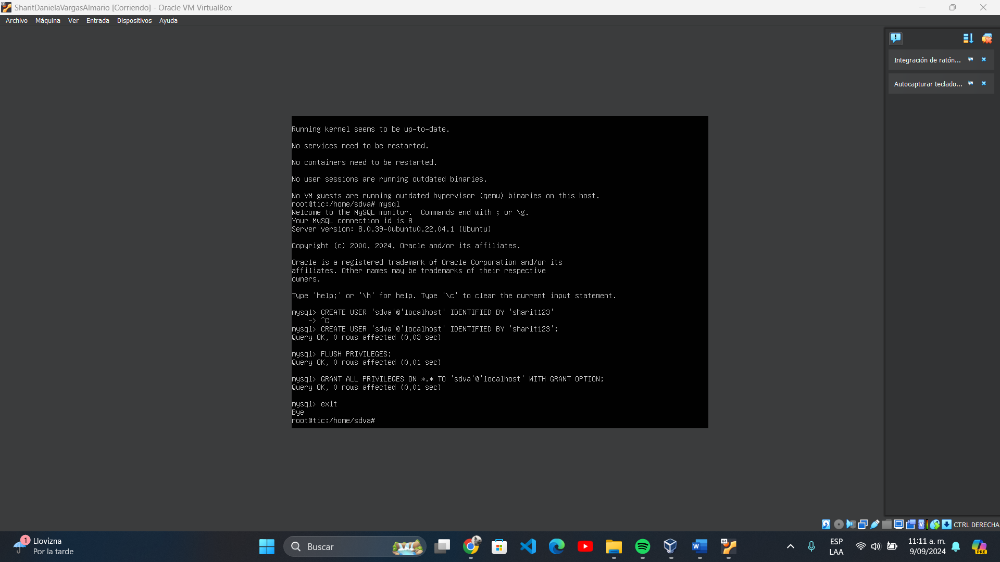 SharitDanielaVargasAlmario [Corriendo] - Oracle VM VirtualBox
Archivo Máquina Ver Entrada Dispositivos Ayuda
Integración de ratón...
Autocapturar teclado...
Running kernel seems to be up-to-date.
No services need to be restarted.
No containers need to be restarted.
No user sessions are running outdated binaries.
No VM guests are running outdated hypervisor (qemu) binaries on this host.
root@tic:/home/sdva# mysql
Welcome to the MySQL monitor.  Commands end with ; or \g.
Your MySQL connection id is 8
Server version: 8.0.39-0ubuntu0.22.04.1 (Ubuntu)
Copyright (c) 2000, 2024, Oracle and/or its affiliates.
Oracle is a registered trademark of Oracle Corporation and/or its
affiliates. Other names may be trademarks of their respective
owners.
Type 'help;' or '\h' for help. Type '\c' to clear the current input statement.
mysql> CREATE USER 'sdva'@'localhost' IDENTIFIED BY 'sharit123'
    -> ^C
mysql> CREATE USER 'sdva'@'localhost' IDENTIFIED BY 'sharit123';
Query OK, 0 rows affected (0,03 sec)
mysql> FLUSH PRIVILEGES;
Query OK, 0 rows affected (0,01 sec)
mysql> GRANT ALL PRIVILEGES ON *.* TO 'sdva'@'localhost' WITH GRANT OPTION;
Query OK, 0 rows affected (0,01 sec)
mysql> exit
Bye
root@tic:/home/sdva#
CTRL DERECHA
1
Llovizna
Por la tarde
Buscar
ESP
LAA
11:11 a. m.
9/09/2024
PRE